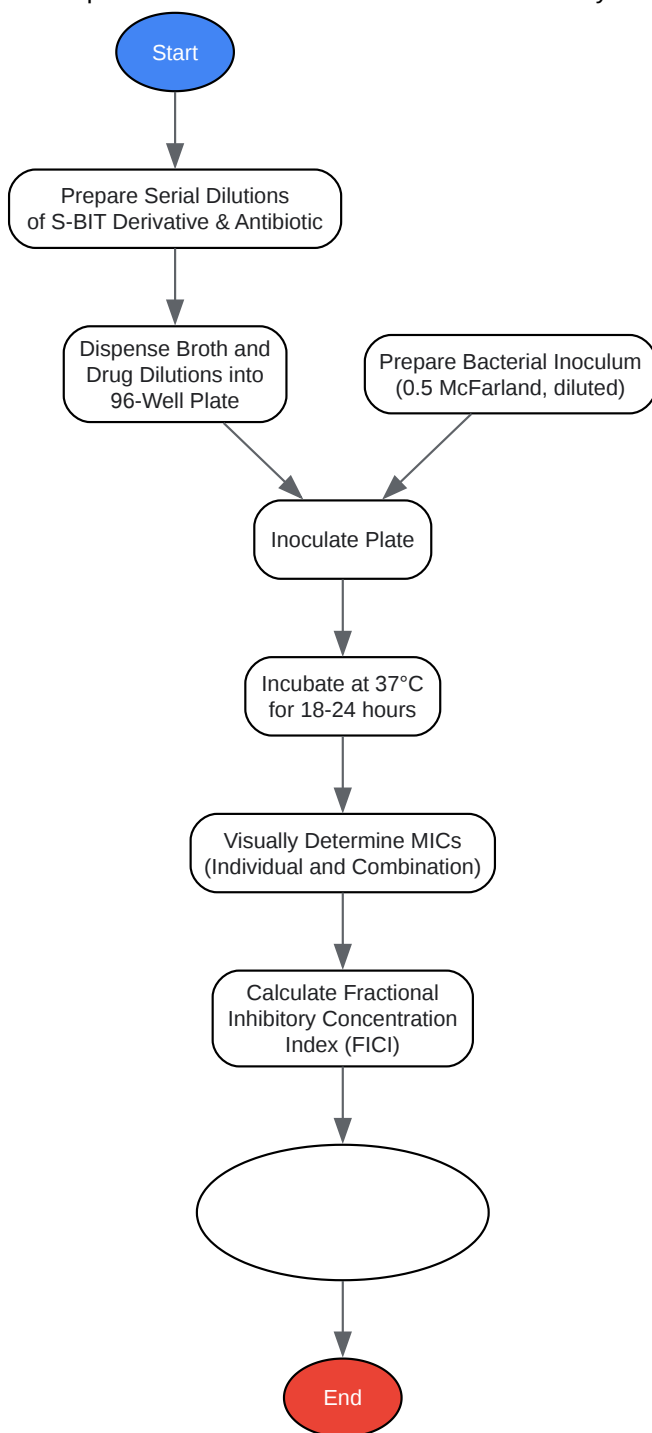 Start
Prepare Serial Dilutions
of S-BIT Derivative & Antibiotic
Dispense Broth and
Drug Dilutions into
96-Well Plate
Prepare Bacterial Inoculum
(0.5 McFarland, diluted)
Inoculate Plate
Incubate at 37°C
for 18-24 hours
Visually Determine MICs
(Individual and Combination)
Calculate Fractional
Inhibitory Concentration
Index (FICI)
End